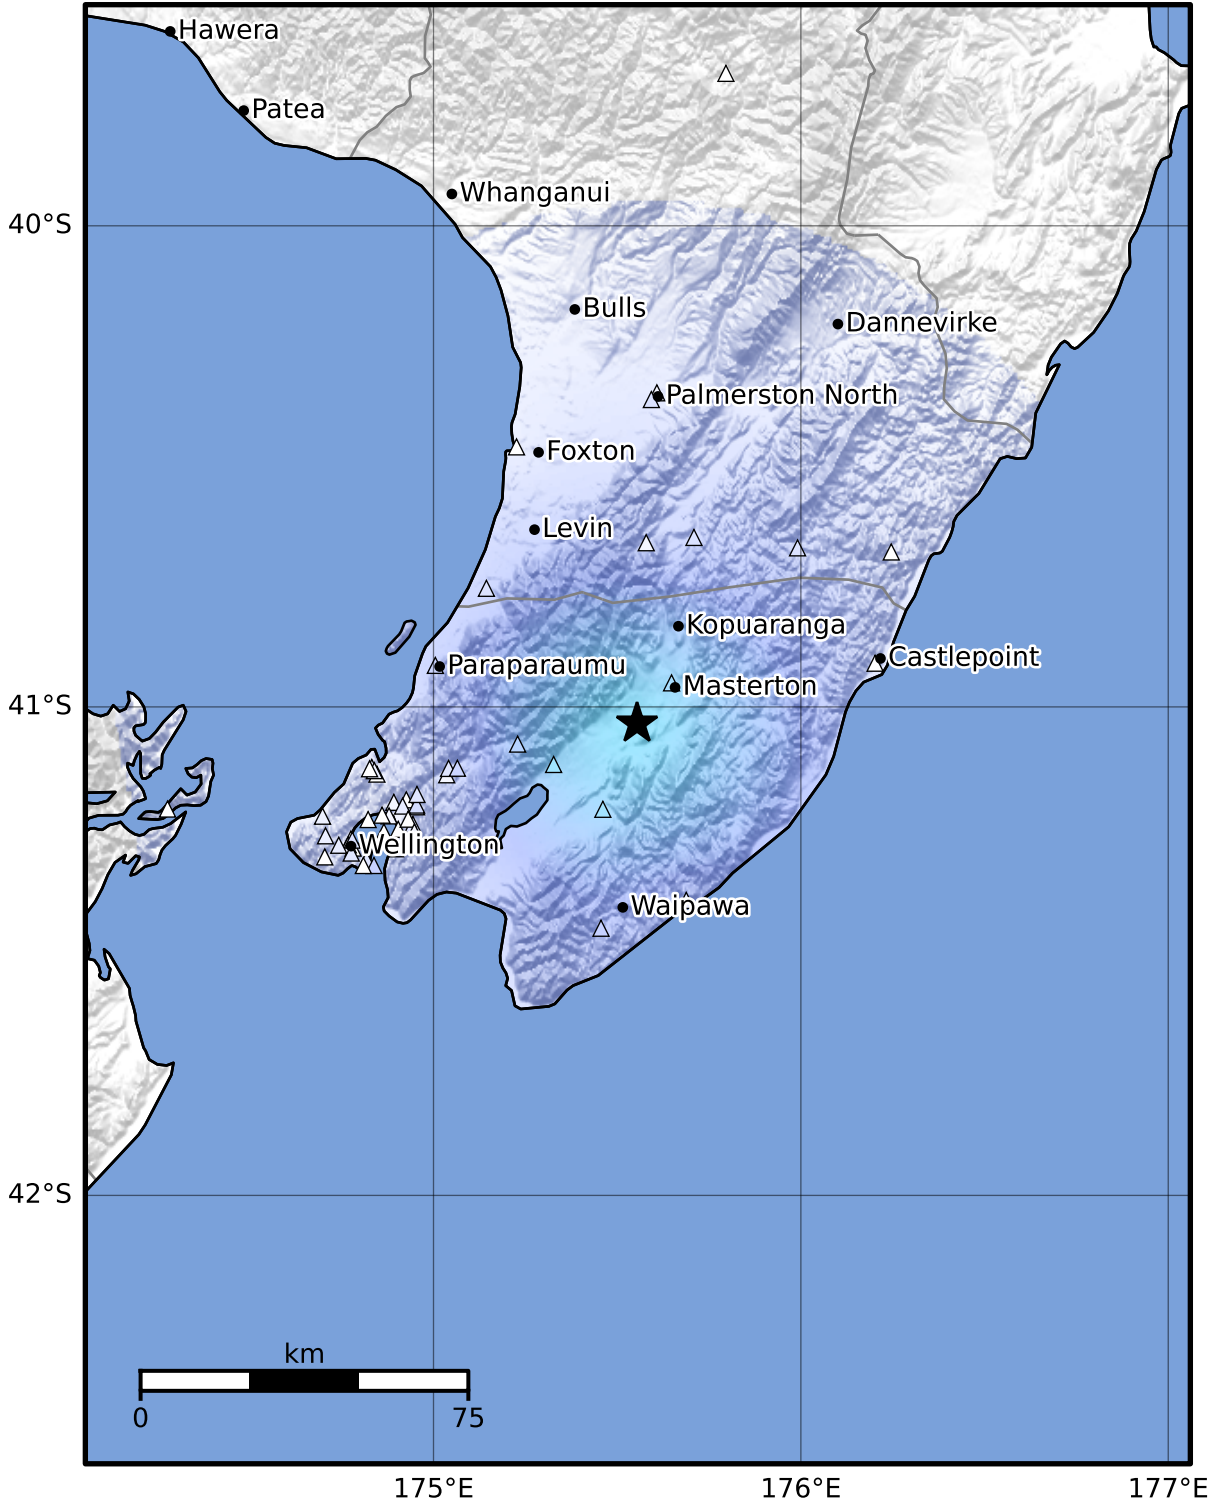 Hawera
Patea
Whanganui
40°S
Bulls
Dannevirke
Palmerston North
Foxton
Levin
Kopuaranga
Castlepoint
Paraparaumu
Masterton
41°S
Wellington
Waipawa
42°S
km
0
75
175°E
176°E
177°E